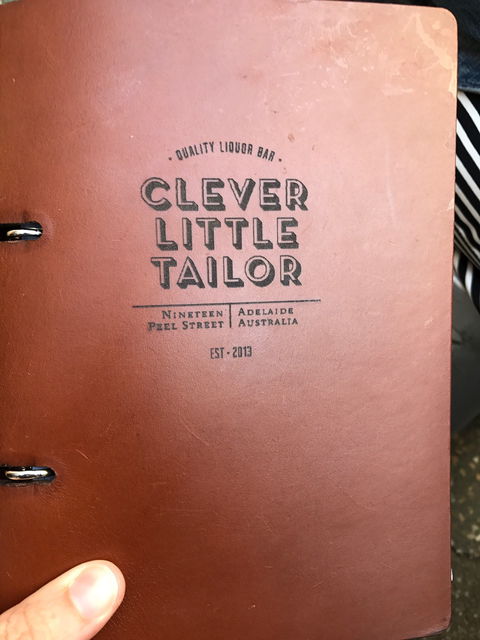 · QUALITY LIQUOR BAR ·
CLEVER
LITTLE
TAILOR
NINETEEN
PEEL STREET
ADELAIDE
AUSTRALIA
EST · 2013